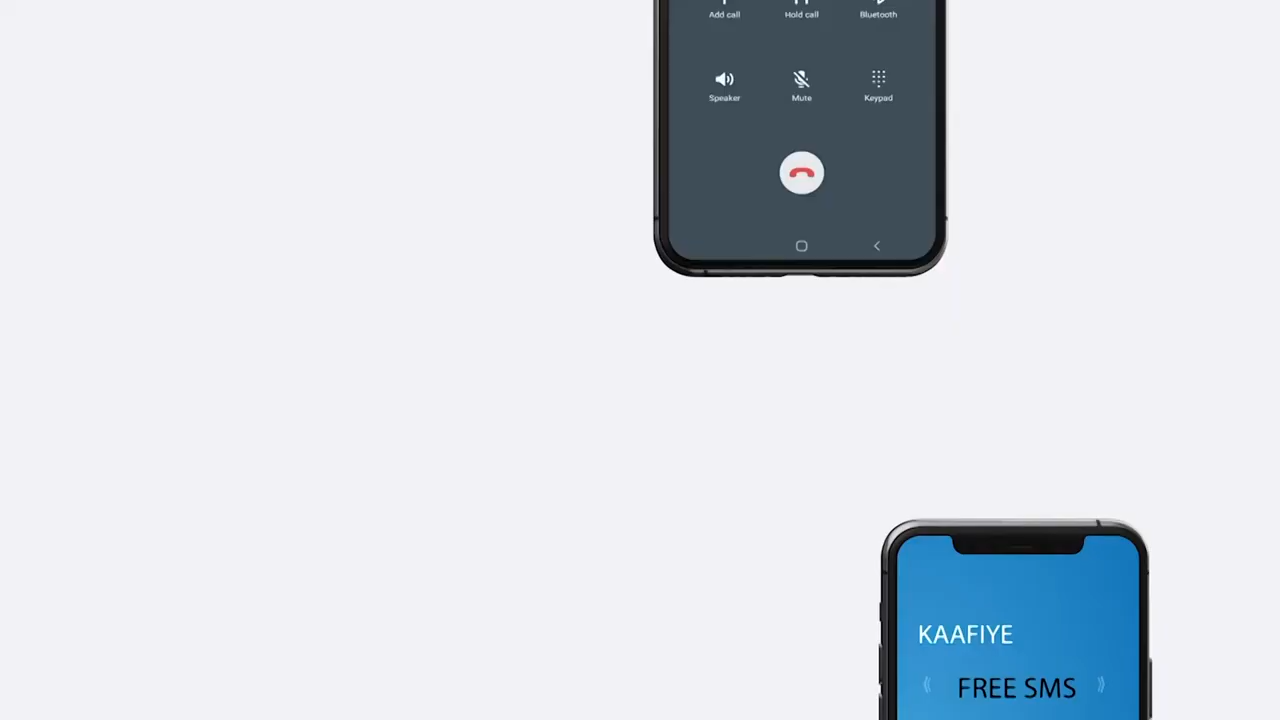 Add call Hold call Bluetooth
Speaker Mute Keypad
KAAFIYE
FREE SMS